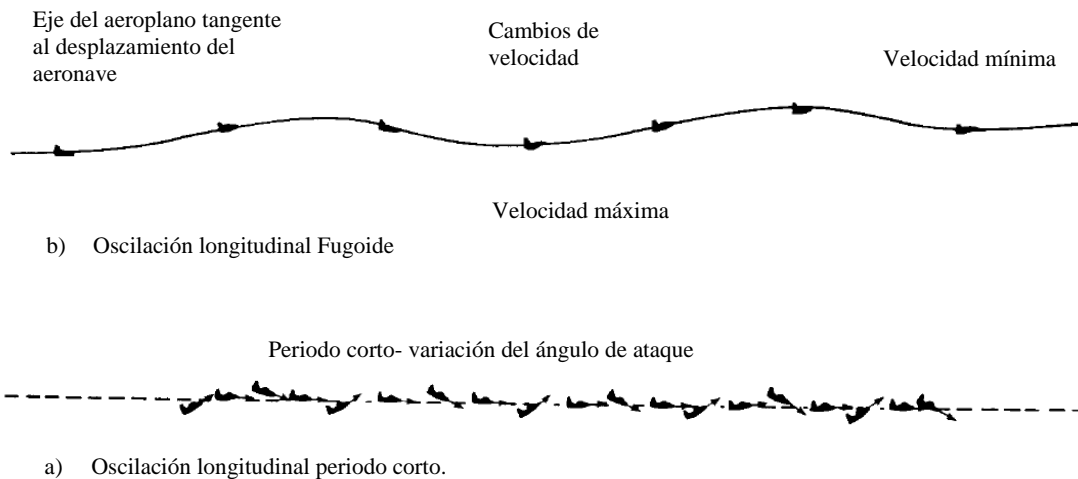 Eje del aeroplano tangente
al desplazamiento del
aeronave
Cambios de
velocidad
Velocidad mínima
Velocidad máxima
b) Oscilación longitudinal Fugoide
Periodo corto- variación del ángulo de ataque
a) Oscilación longitudinal periodo corto.